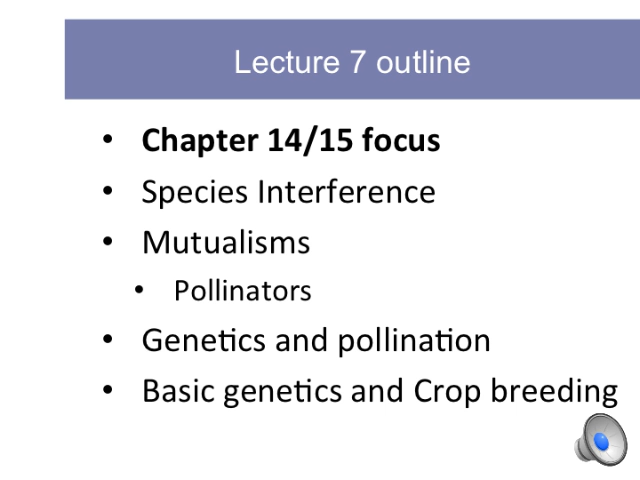 Lecture 7 outline
• Chapter 14/15 focus
• Species Interference
• Mutualisms
• Pollinators
• Genetics and pollination
• Basic genetics and Crop breeding